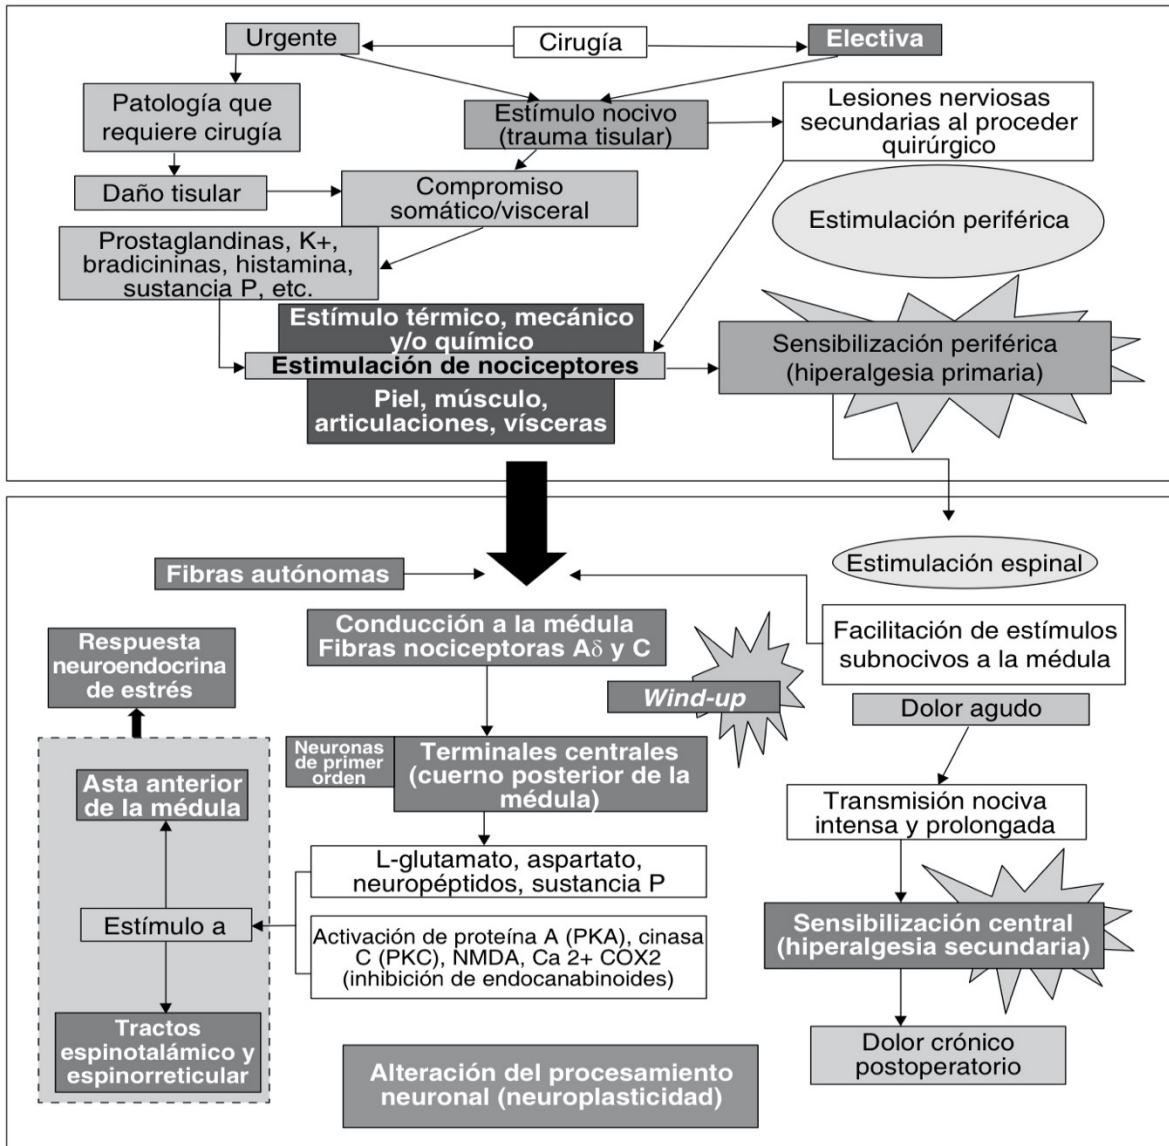 Urgente
Cirugía
Electiva
Patología que
requiere cirugía
Estímulo nocivo
(trauma tisular)
Lesiones nerviosas
secundarias al proceder
quirúrgico
Daño tisular
Compromiso
somático/visceral
Estimulación periférica
Prostaglandinas, K+,
bradicininas, histamina,
sustancia P, etc.
Estímulo térmico, mecánico
y/o químico
Estimulación de nociceptores
Piel, músculo,
articulaciones, vísceras
Sensibilización periférica
(hiperalgesia primaria)
Fibras autónomas
Estimulación espinal
Conducción a la médula
Fibras nociceptoras Aδ y C
Facilitación de estímulos
subnocivos a la médula
Respuesta
neuroendocrina
de estrés
Wind-up
Dolor agudo
Neuronas
de primer
orden
Terminales centrales
(cuerno posterior de la
médula)
Asta anterior
de la médula
Transmisión nociva
intensa y prolongada
L-glutamato, aspartato,
neuropéptidos, sustancia P
Estímulo a
Activación de proteína A (PKA), cinasa
C (PKC), NMDA, Ca 2+ COX2
(inhibición de endocanabinoides)
Sensibilización central
(hiperalgesia secundaria)
Tractos
espinotalámico y
espinorreticular
Alteración del procesamiento
neuronal (neuroplasticidad)
Dolor crónico
postoperatorio